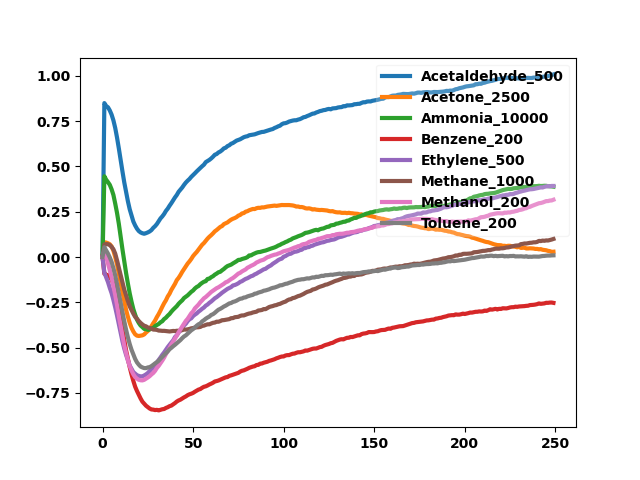 1.00
0.75
0.50
0.25
0.00
−0.25
−0.50
−0.75
0 50 100 150 200 250
Acetaldehyde_500
Acetone_2500
Ammonia_10000
Benzene_200
Ethylene_500
Methane_1000
Methanol_200
Toluene_200